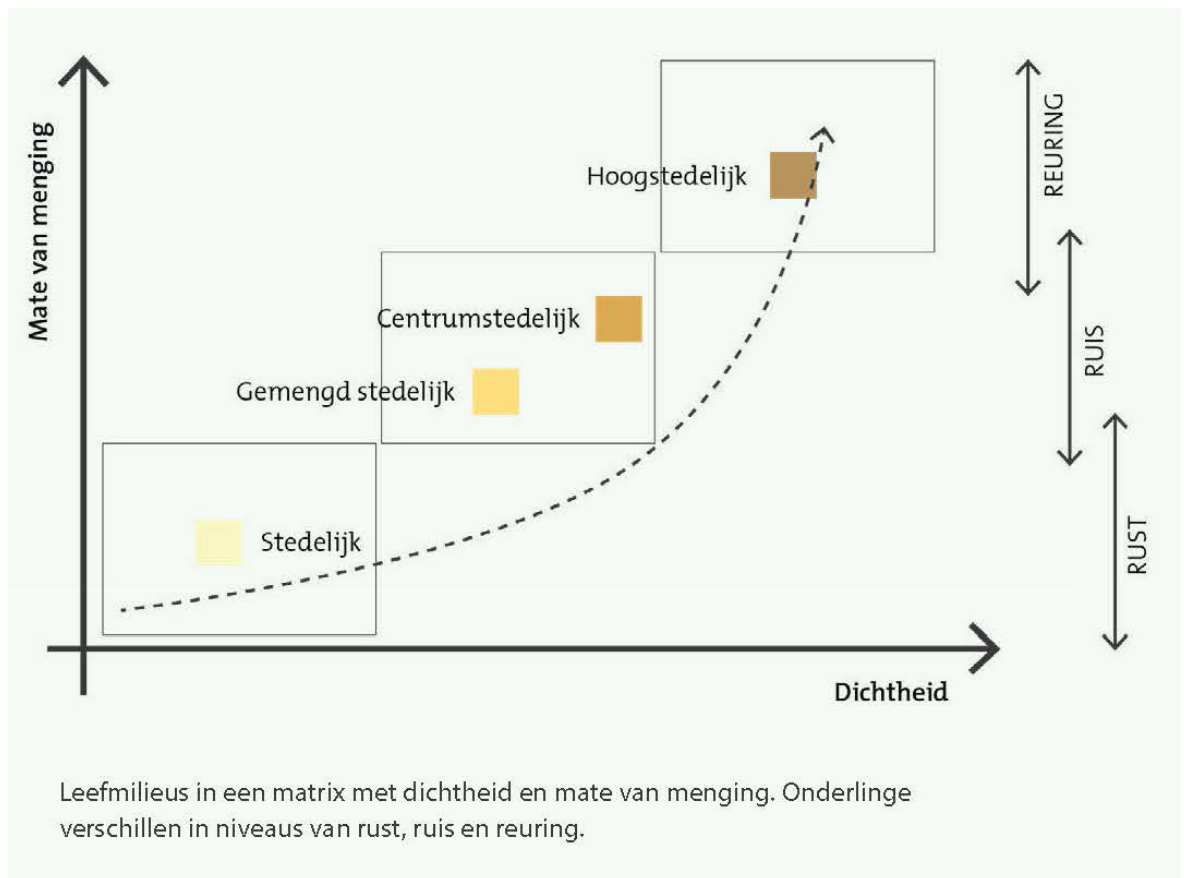 Mate van menging
Hoogstedelijk
Centrumstedelijk
Gemengd stedelijk
Stedelijk
REURING
RUIS
RUST
Dichtheid
Leefmilieus in een matrix met dichtheid en mate van menging. Onderlinge
verschillen in niveaus van rust, ruis en reuring.